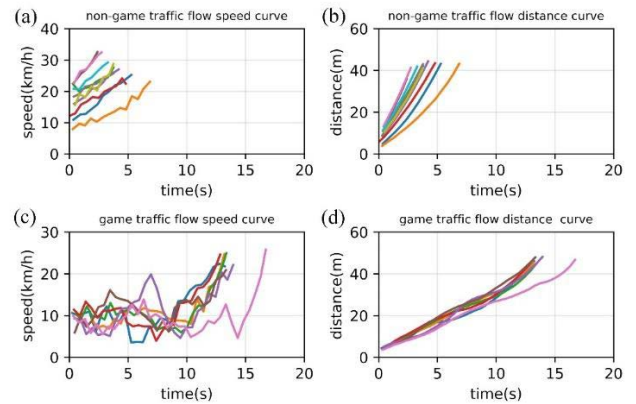 (a) non-game traffic flow speed curve
40
30
20
10
0
speed(km/h)
0 5 10 15 20
time(s)
(b) non-game traffic flow distance curve
60
40
20
0
distance(m)
0 5 10 15 20
time(s)
(c) game traffic flow speed curve
30
20
10
0
speed(km/h)
0 5 10 15 20
time(s)
(d) game traffic flow distance curve
60
40
20
0
distance(m)
0 5 10 15 20
time(s)